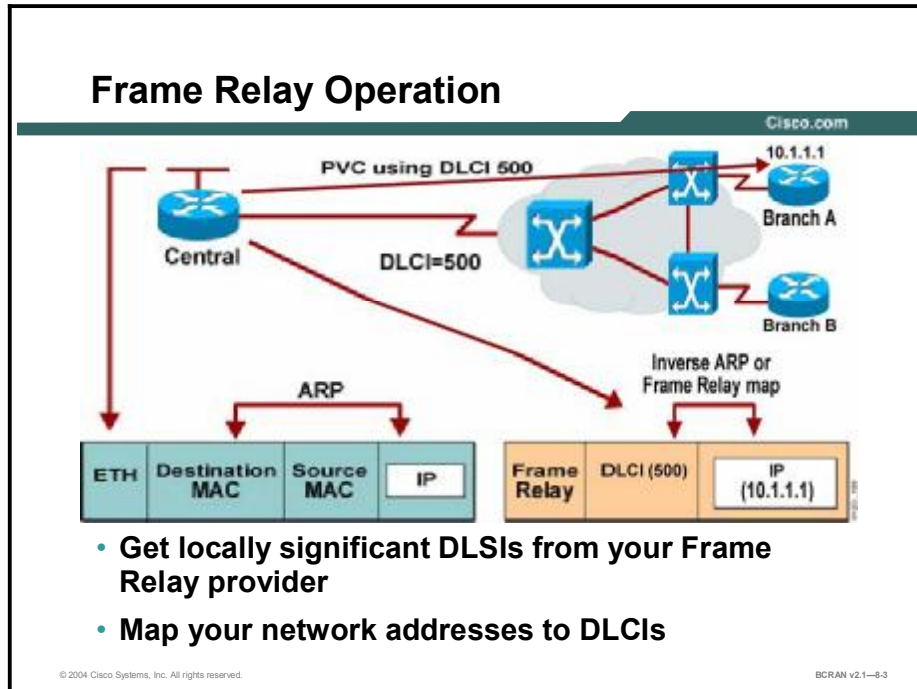 Frame Relay Operation
Cisco.com
PVC using DLCI 500
10.1.1.1
Branch A
Central
DLCI=500
Branch B
Inverse ARP or
Frame Relay map
ARP
ETH
Destination
MAC
Source
MAC
IP
Frame
Relay
DLCI (500)
IP
(10.1.1.1)
• Get locally significant DLSIs from your Frame
Relay provider
• Map your network addresses to DLCIs
© 2004 Cisco Systems, Inc. All rights reserved.
BCRAN v2.1—8-3